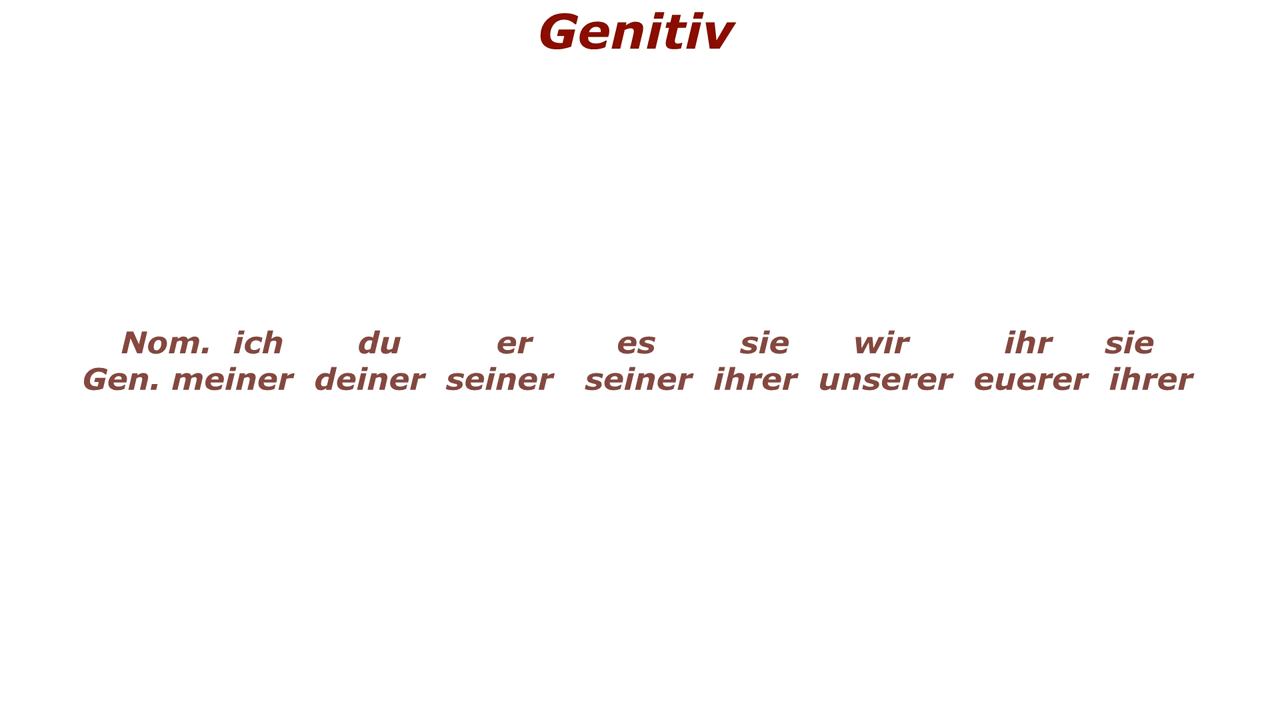 Genitiv
Nom. ich du er es sie wir ihr sie
Gen. meiner deiner seiner seiner ihrer unserer euerer ihrer